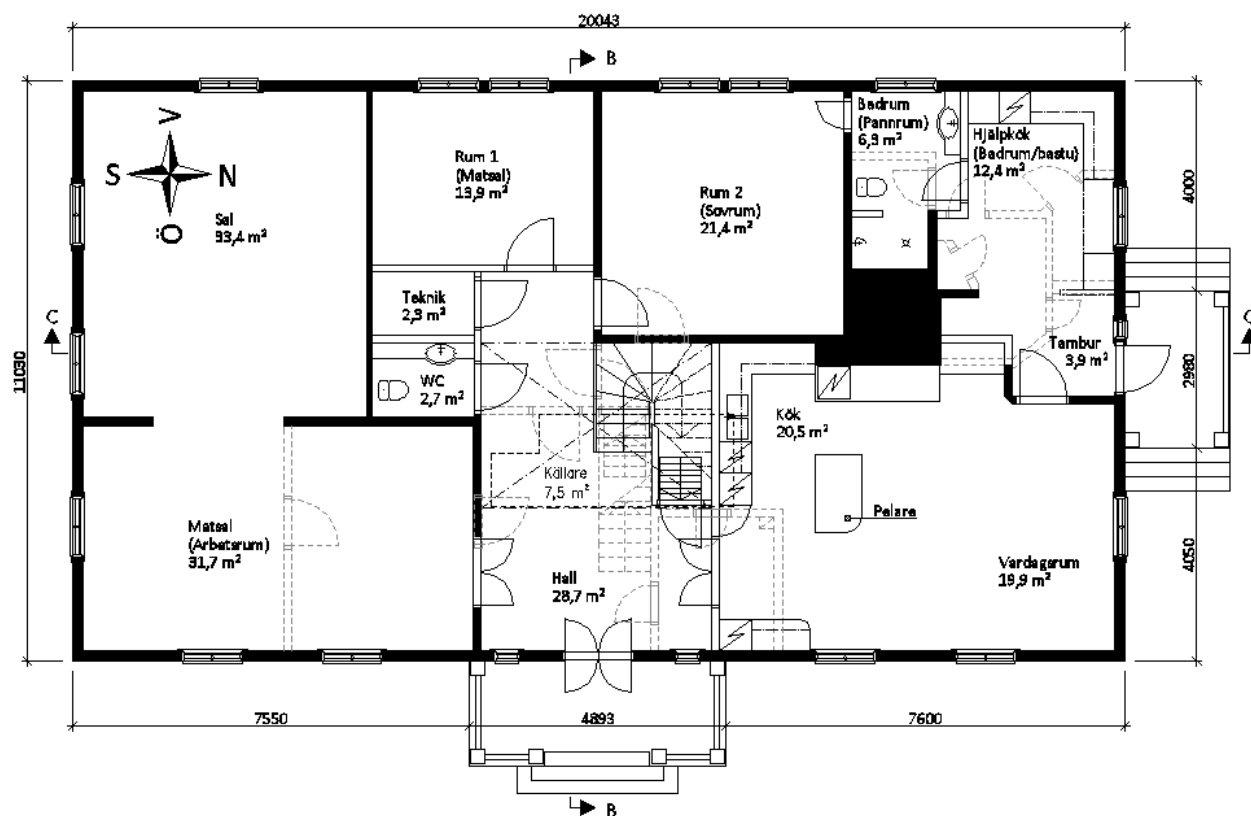 20043
B
V
S
N
Ö
Sal
33,4 m²
Rum 1
(Matsal)
13,9 m²
Rum 2
(Sovrum)
21,4 m²
Badrum
(Pannrum)
6,3 m²
Hjälpkök
(Badrum/bastu)
12,4 m²
4000
11030
C
Teknik
2,3 m²
WC
2,7 m²
Tambur
3,9 m²
C
2980
Kök
20,5 m²
Källare
7,5 m²
Pelare
Matsal
(Arbetsrum)
31,7 m²
Hall
28,7 m²
Vardagsrum
19,9 m²
4050
7550
4893
7600
B